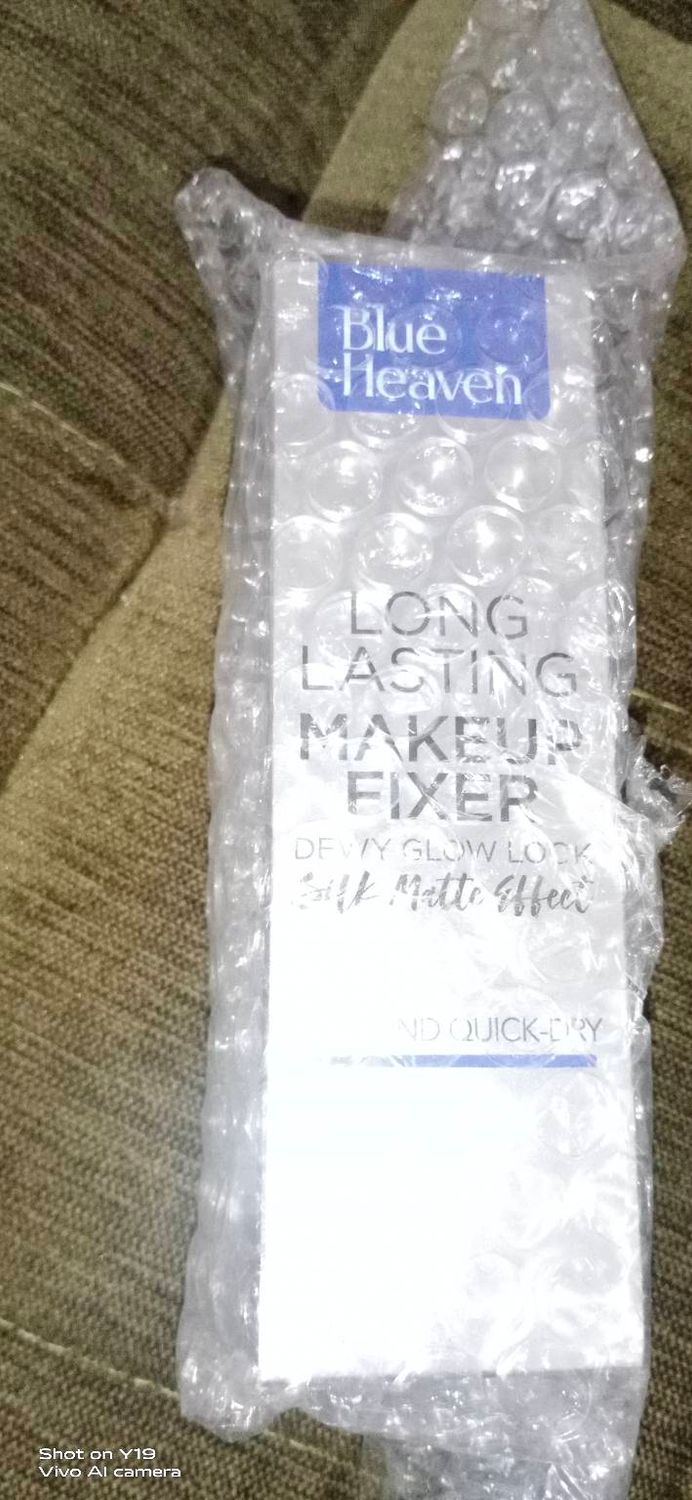 Blue
Heaven
LONG
LASTING
MAKEUP
FIXER
DEWY GLOW LOCK
Silk Matte Effect
ND QUICK-DRY
Shot on Y19
Vivo AI camera